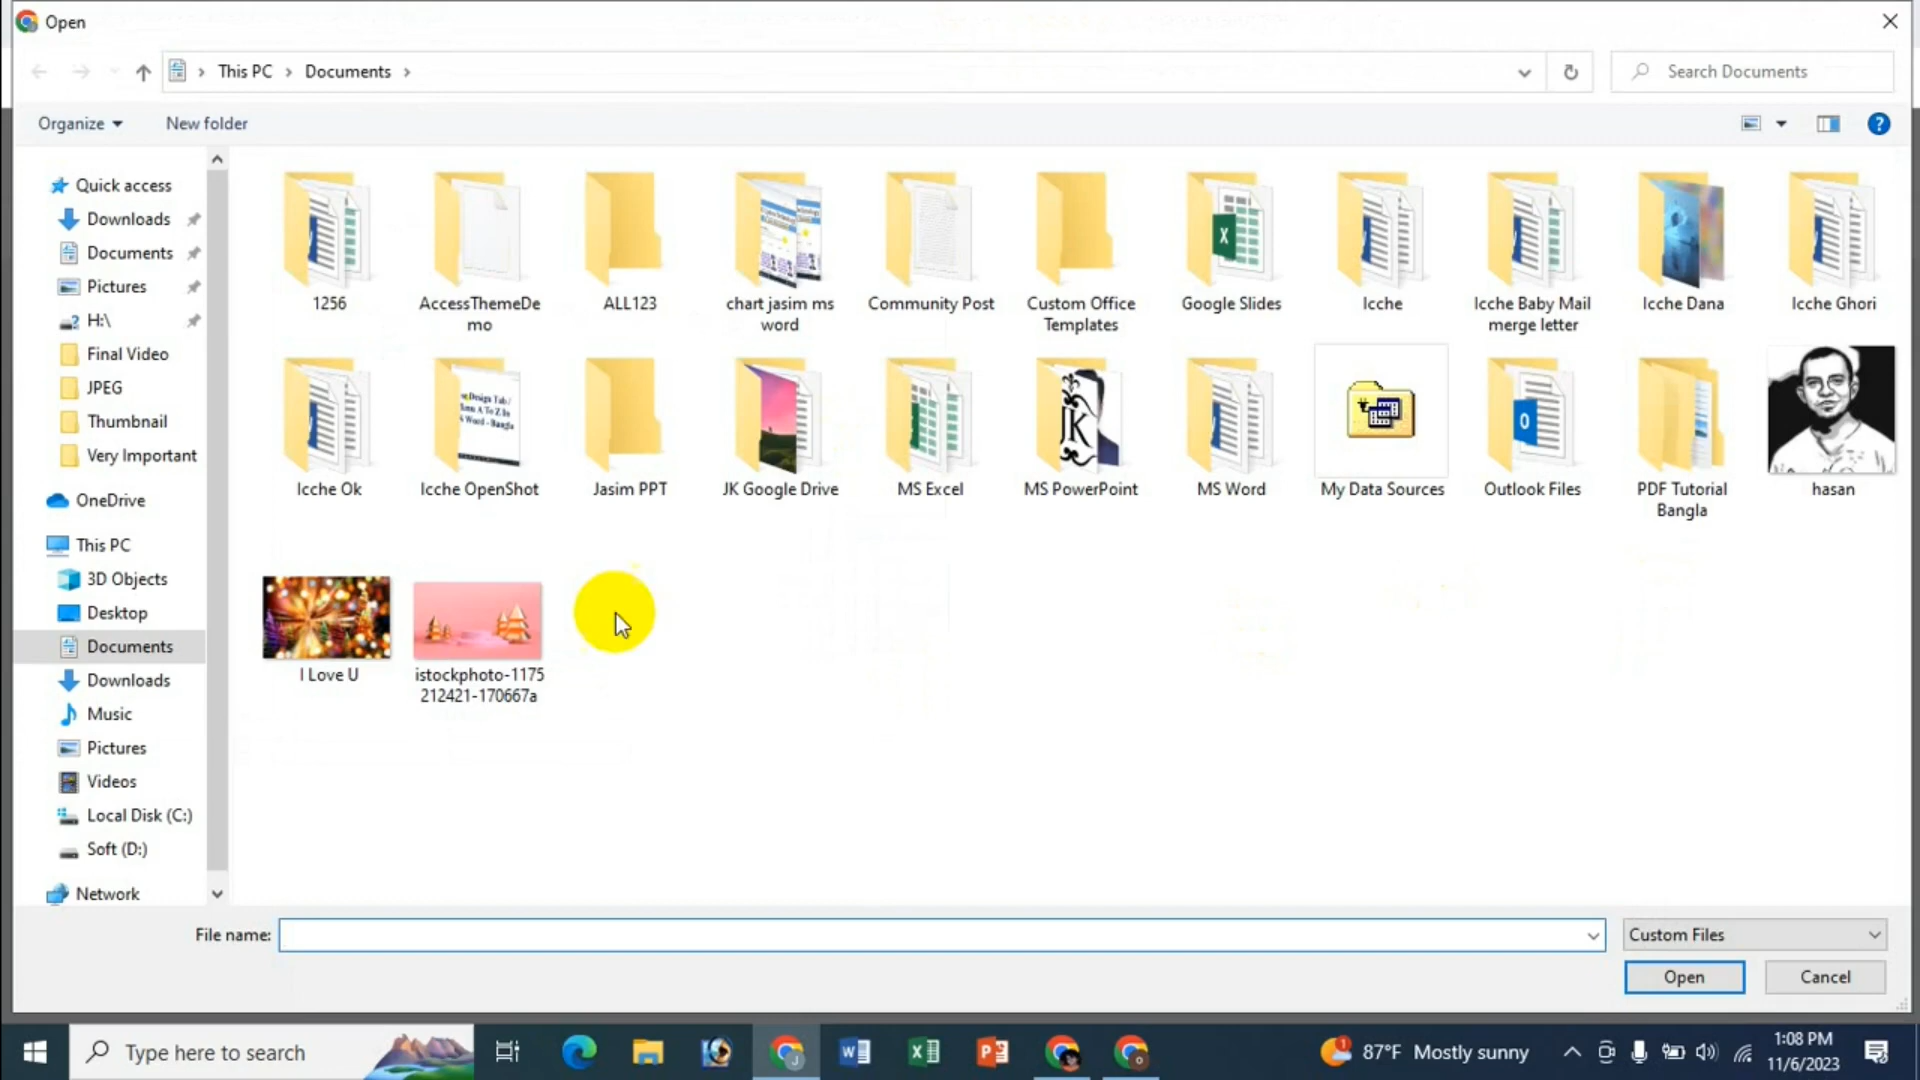 Open
This PC
Documents
Search Documents
Organize
New folder
Quick access
Downloads
Documents
Pictures
H:\
Final Video
JPEG
Thumbnail
Very Important
OneDrive
This PC
3D Objects
Desktop
Documents
Downloads
Music
Pictures
Videos
Local Disk (C:)
Soft (D:)
Network
1256
AccessThemeDe
mo
ALL123
chart jasim ms
word
Community Post
Custom Office
Templates
Google Slides
Icche
Icche Baby Mail
merge letter
Icche Dana
Icche Ghori
Icche Ok
Icche OpenShot
Jasim PPT
JK Google Drive
MS Excel
MS PowerPoint
JK
MS Word
My Data Sources
Outlook Files
PDF Tutorial
Bangla
hasan
I Love U
istockphoto-1175
212421-170667a
File name:
Custom Files
Open
Cancel
Type here to search
87°F Mostly sunny
1:08 PM
11/6/2023